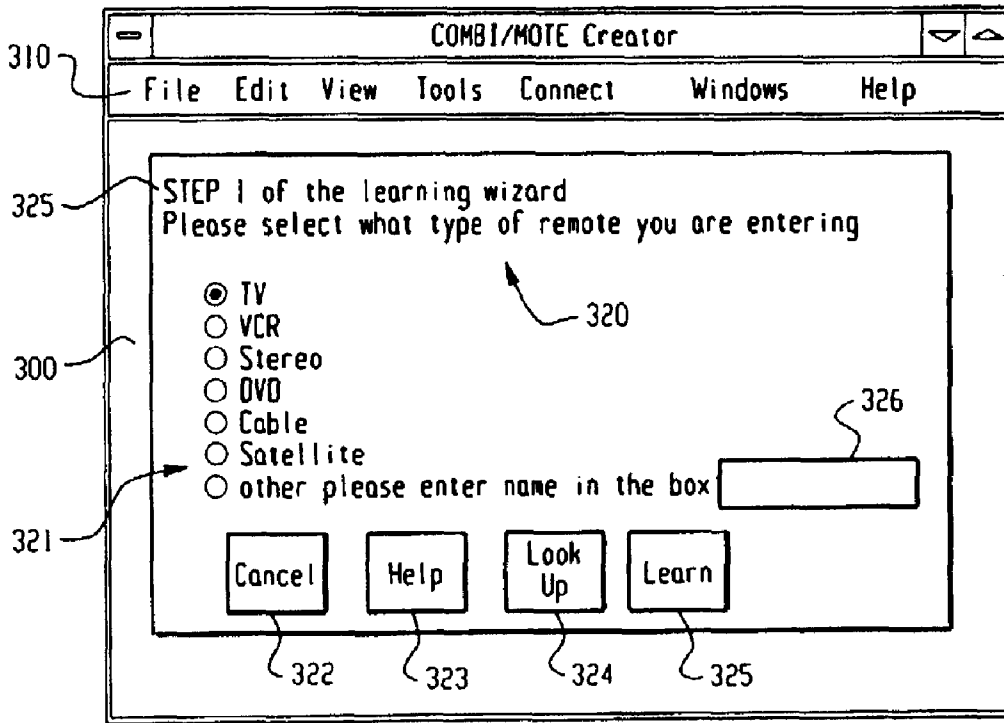 COMBI/MOTE Creator
310
File Edit View Tools Connect Windows Help
325
STEP 1 of the learning wizard
Please select what type of remote you are entering
320
TV
VCR
Stereo
DVD
Cable
Satellite
other please enter name in the box
300
326
321
Cancel Help Look Up Learn
322 323 324 325